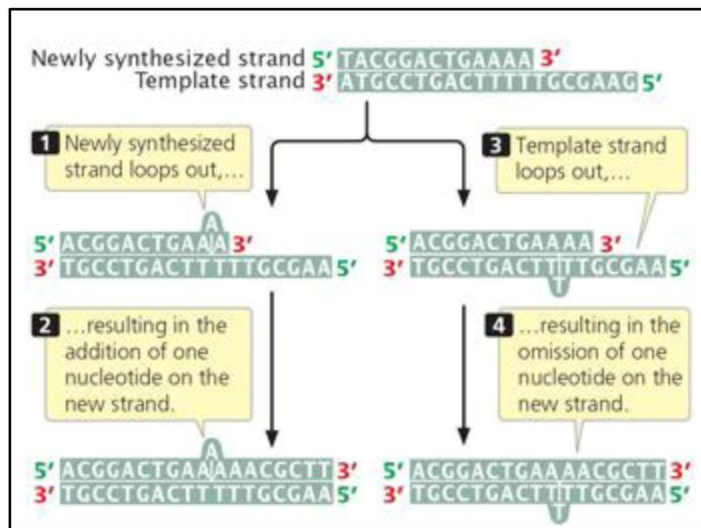 Newly synthesized strand 5′ TACGGACTGAAAA 3′
Template strand 3′ ATGCCTGACTTTTTGCGAAG 5′
1 Newly synthesized
strand loops out,…
3 Template strand
loops out,…
A
5′ ACGGACTGAAA 3′
3′ TGCCTGACTTTTTGCGAA 5′
5′ ACGGACTGAAAA 3′
3′ TGCCTGACTTTTGCGAA 5′
T
2 …resulting in the
addition of one
nucleotide on the
new strand.
4 …resulting in the
omission of one
nucleotide on the
new strand.
A
5′ ACGGACTGAAAAACGCTT 3′
3′ TGCCTGACTTTTTGCGAA 5′
5′ ACGGACTGAAAACGCTT 3′
3′ TGCCTGACTTTTGCGAA 5′
T